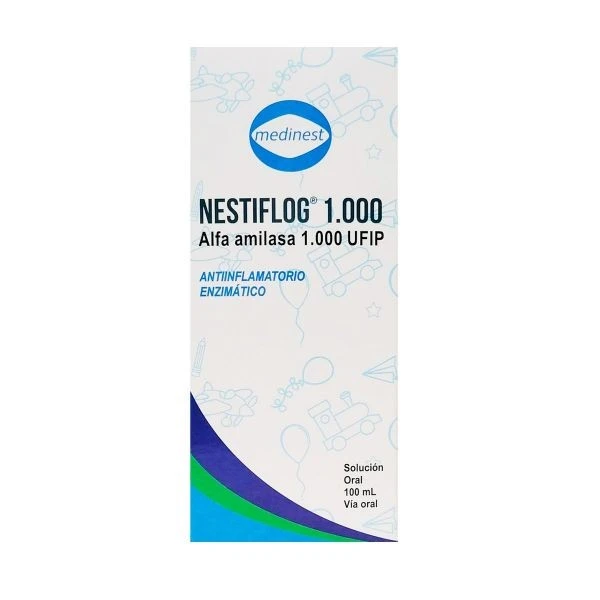 medinest
NESTIFLOG® 1.000
Alfa amilasa 1.000 UFIP
ANTIINFLAMATORIO
ENZIMÁTICO
Solución
Oral
100 mL
Vía oral